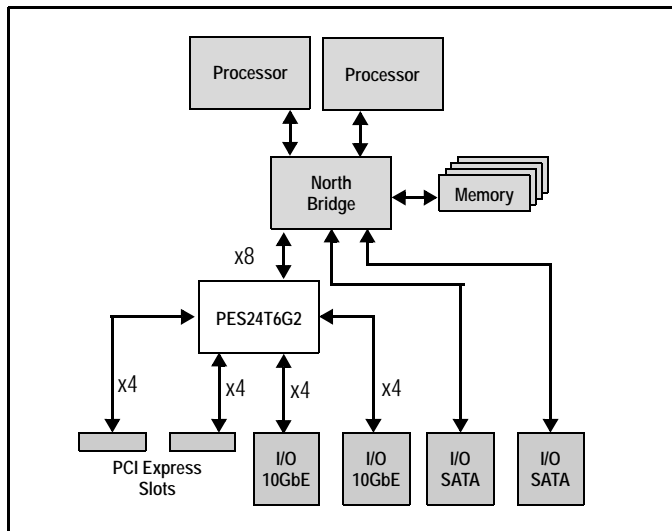 Processor
Processor
North
Bridge
Memory
x8
PES24T6G2
x4
x4
x4
x4
PCI Express
Slots
I/O
10GbE
I/O
10GbE
I/O
SATA
I/O
SATA